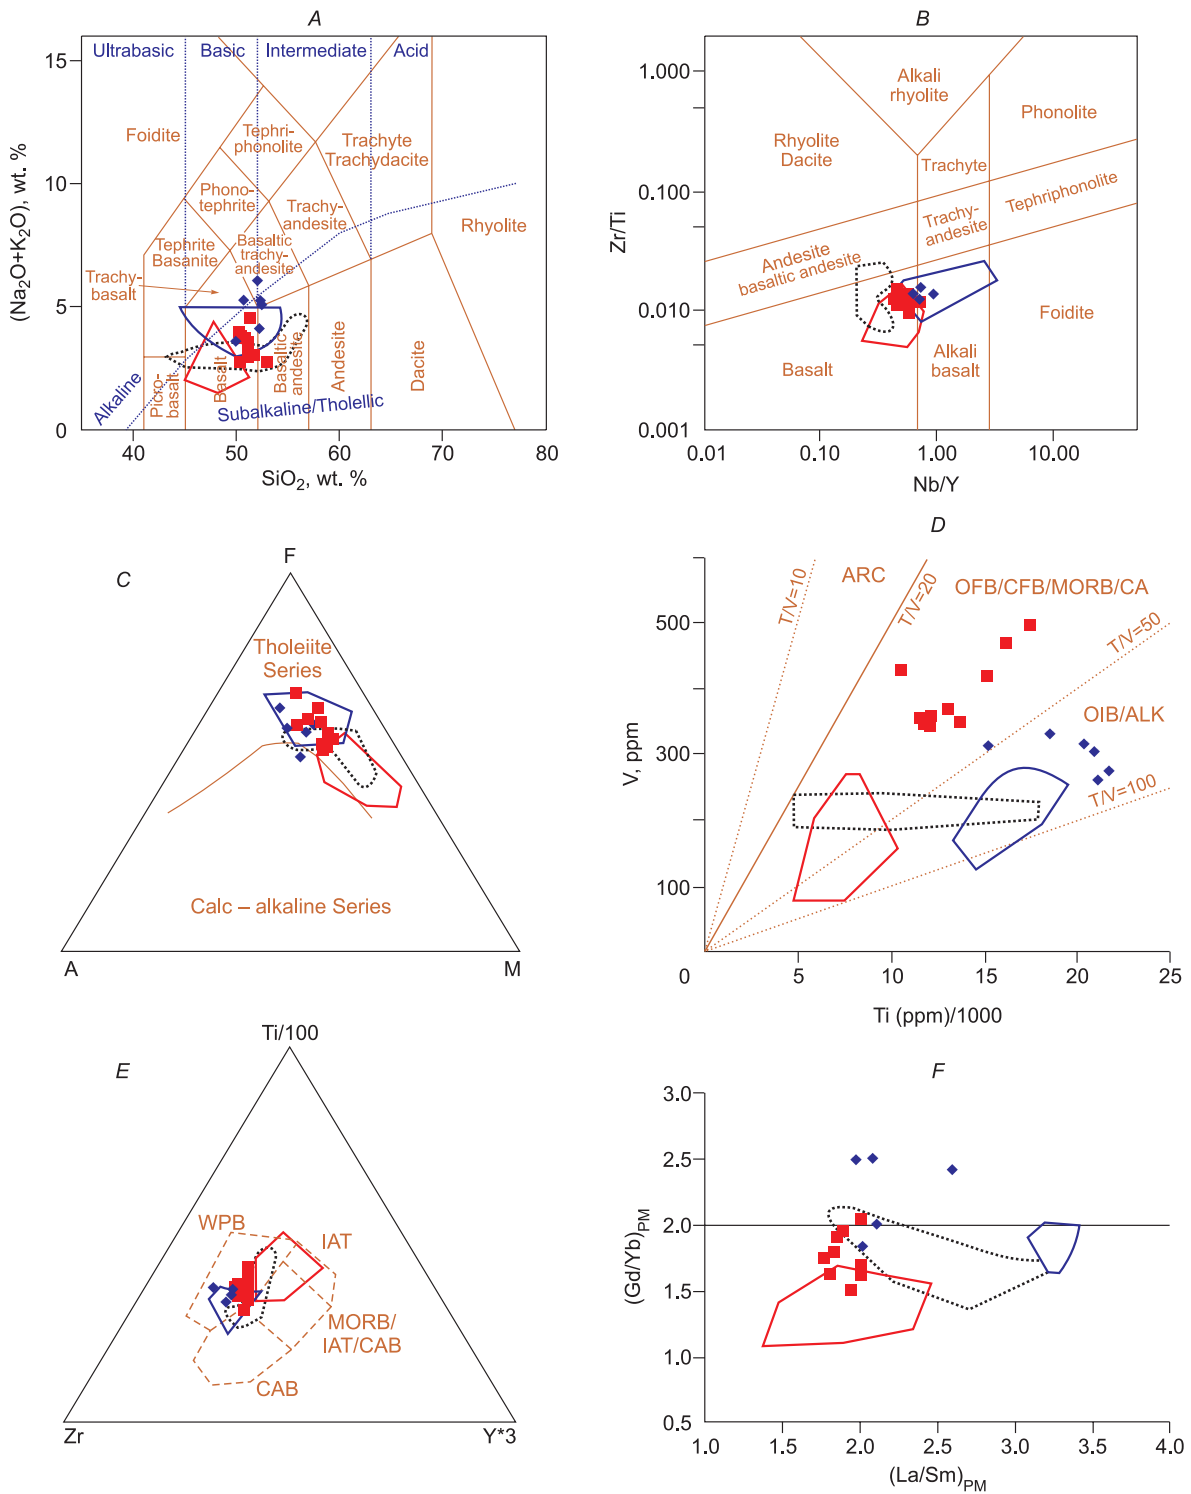 A
Ultrabasic Basic Intermediate Acid
15
10
5
0
(Na2O+K2O), wt. %
Foidite
Tephri-
phonolite
Trachyte
Trachydacite
Phono-
tephrite
Trachy-
andesite
Rhyolite
Tephrite
Basanite
Basaltic
trachy-
andesite
Trachy-
basalt
Alkaline
Picro-
basalt
Basalt
Basaltic
andesite
Andesite
Dacite
Subalkaline/Tholellic
40 50 60 70 80
SiO2, wt. %
B
1.000
0.100
0.010
0.001
Zr/Ti
Alkali
rhyolite
Phonolite
Rhyolite
Dacite
Trachyte
Tephriphonolite
Trachy-
andesite
Andesite
basaltic andesite
Foidite
Basalt
Alkali
basalt
0.01 0.10 1.00 10.00
Nb/Y
C
F
Tholeiite
Series
Calc – alkaline Series
A M
D
500
300
100
0
V, ppm
T/V=10
ARC
T/V=20
OFB/CFB/MORB/CA
T/V=50
OIB/ALK
T/V=100
5 10 15 20 25
Ti (ppm)/1000
E
Ti/100
WPB
IAT
MORB/
IAT/CAB
CAB
Zr Y*3
F
3.0
2.5
2.0
1.5
1.0
0.5
(Gd/Yb)PM
1.0 1.5 2.0 2.5 3.0 3.5 4.0
(La/Sm)PM